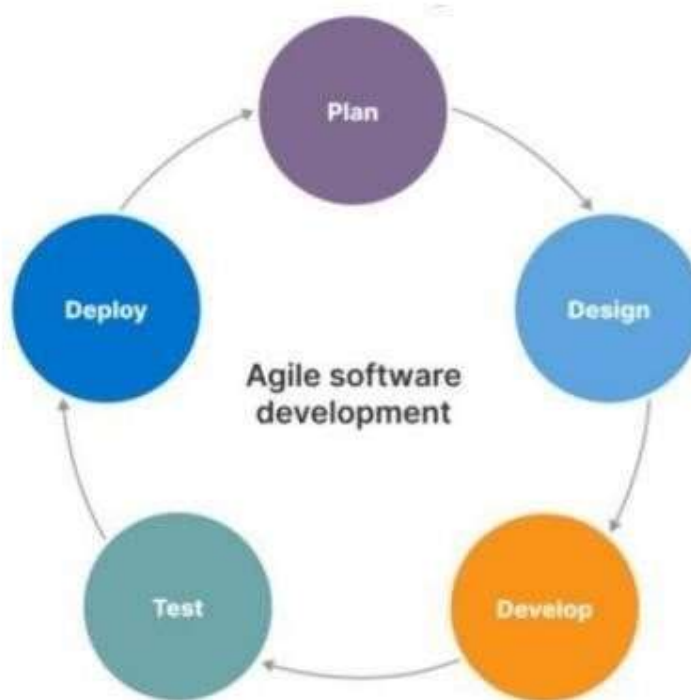 Plan
Deploy
Design
Agile software
development
Test
Develop